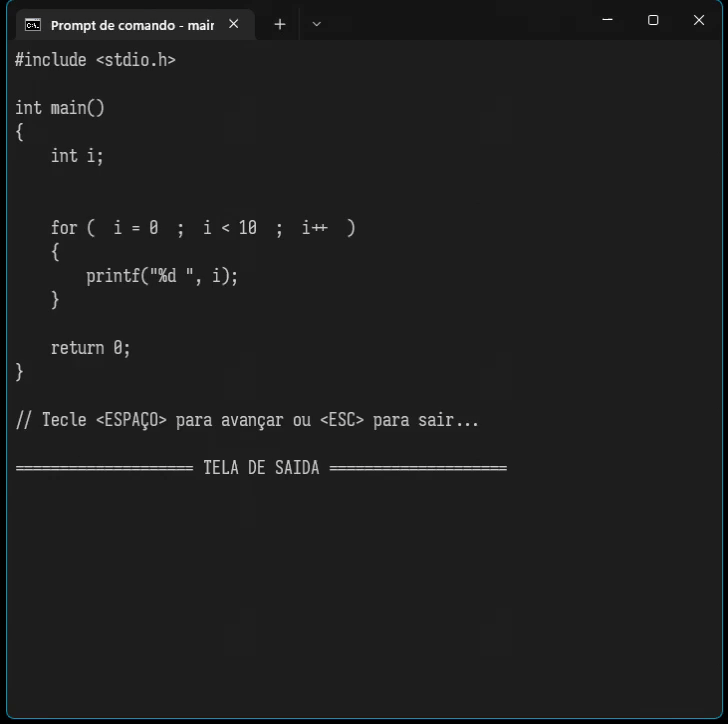 Prompt de comando - mair
#include <stdio.h>
int main()
{
    int i;
    for (  i = 0  ;  i < 10  ;  i++  )
    {
        printf("%d ", i);
    }
    return 0;
}
// Tecle <ESPAÇO> para avançar ou <ESC> para sair...
==================== TELA DE SAIDA ====================